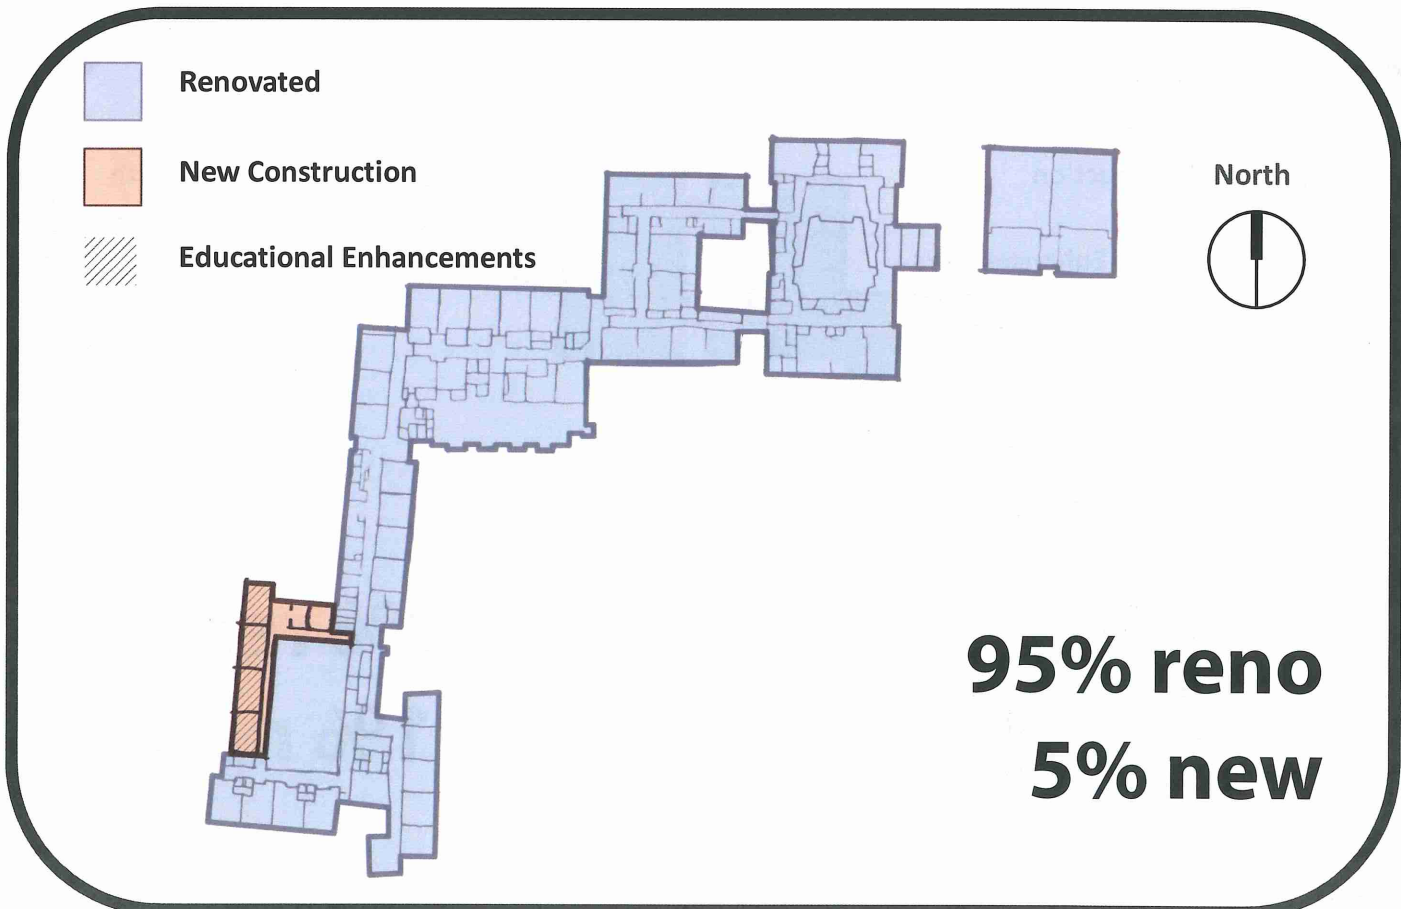 Renovated
New Construction
Educational Enhancements
North
95% reno
5% new